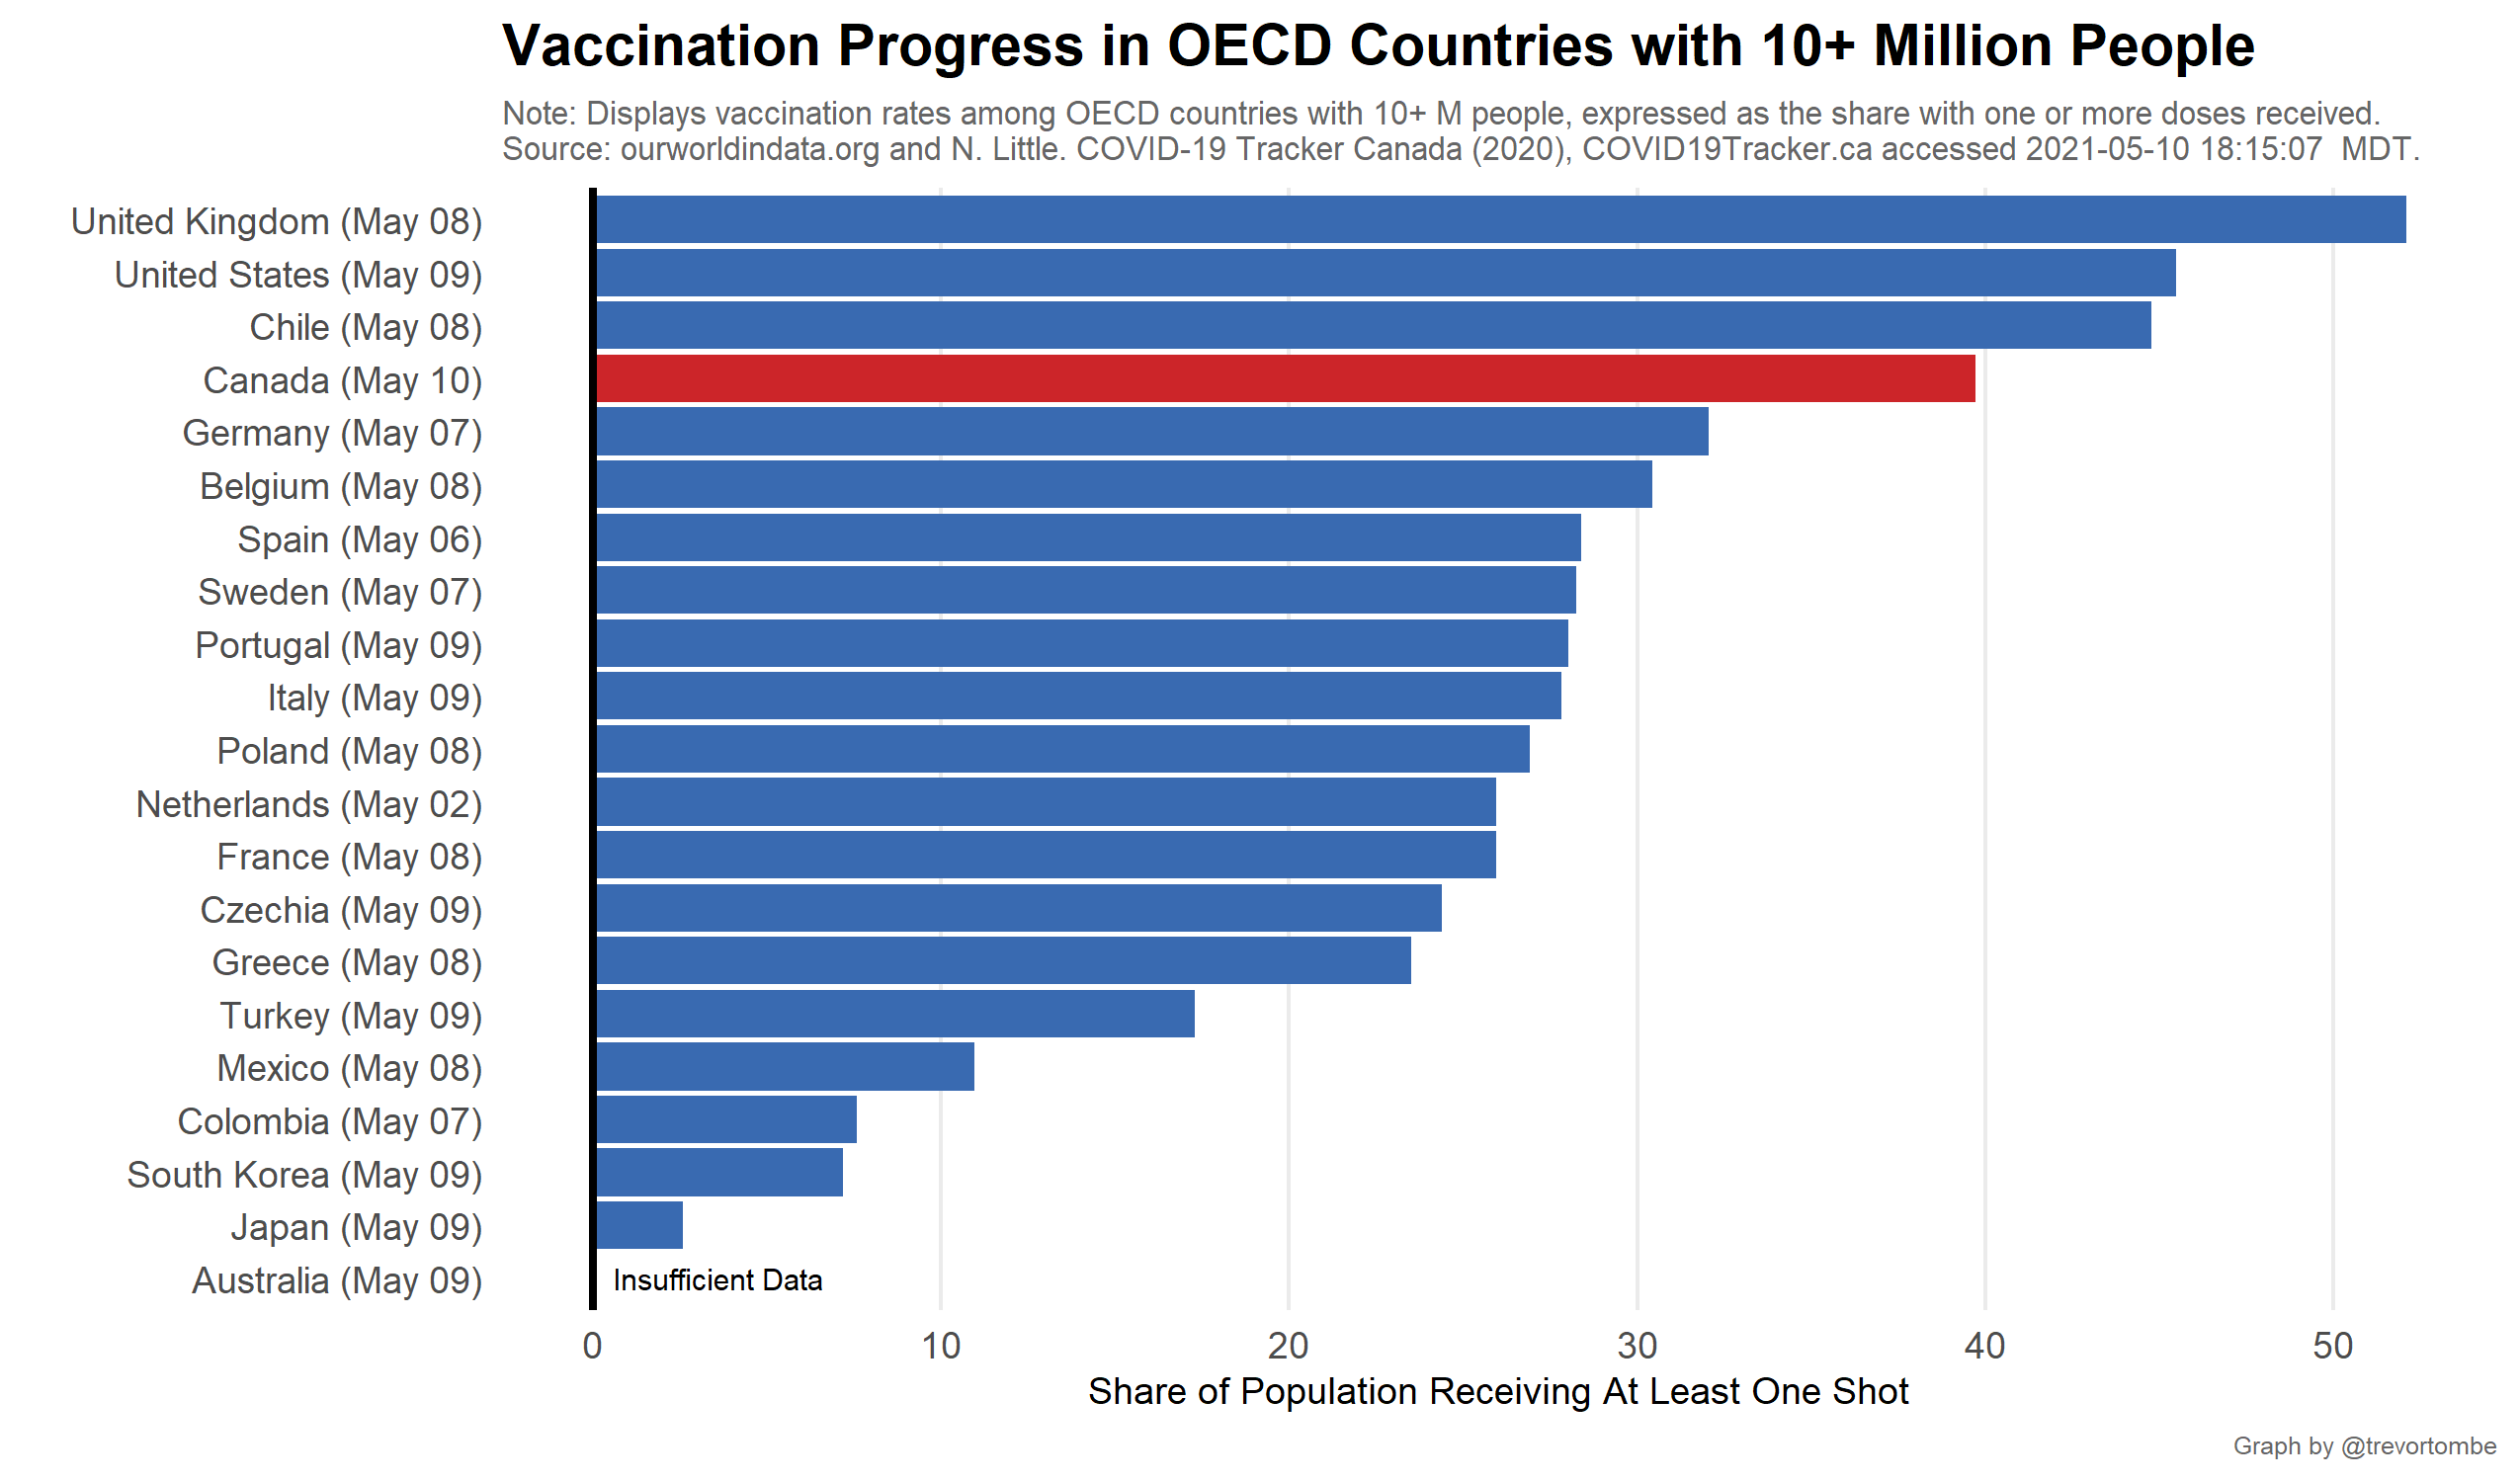 Vaccination Progress in OECD Countries with 10+ Million People
Note: Displays vaccination rates among OECD countries with 10+ M people, expressed as the share with one or more doses received.
Source: ourworldindata.org and N. Little. COVID-19 Tracker Canada (2020), COVID19Tracker.ca accessed 2021-05-10 18:15:07  MDT.
United Kingdom (May 08)
United States (May 09)
Chile (May 08)
Canada (May 10)
Germany (May 07)
Belgium (May 08)
Spain (May 06)
Sweden (May 07)
Portugal (May 09)
Italy (May 09)
Poland (May 08)
Netherlands (May 02)
France (May 08)
Czechia (May 09)
Greece (May 08)
Turkey (May 09)
Mexico (May 08)
Colombia (May 07)
South Korea (May 09)
Japan (May 09)
Australia (May 09) Insufficient Data
0 10 20 30 40 50
Share of Population Receiving At Least One Shot
Graph by @trevortombe